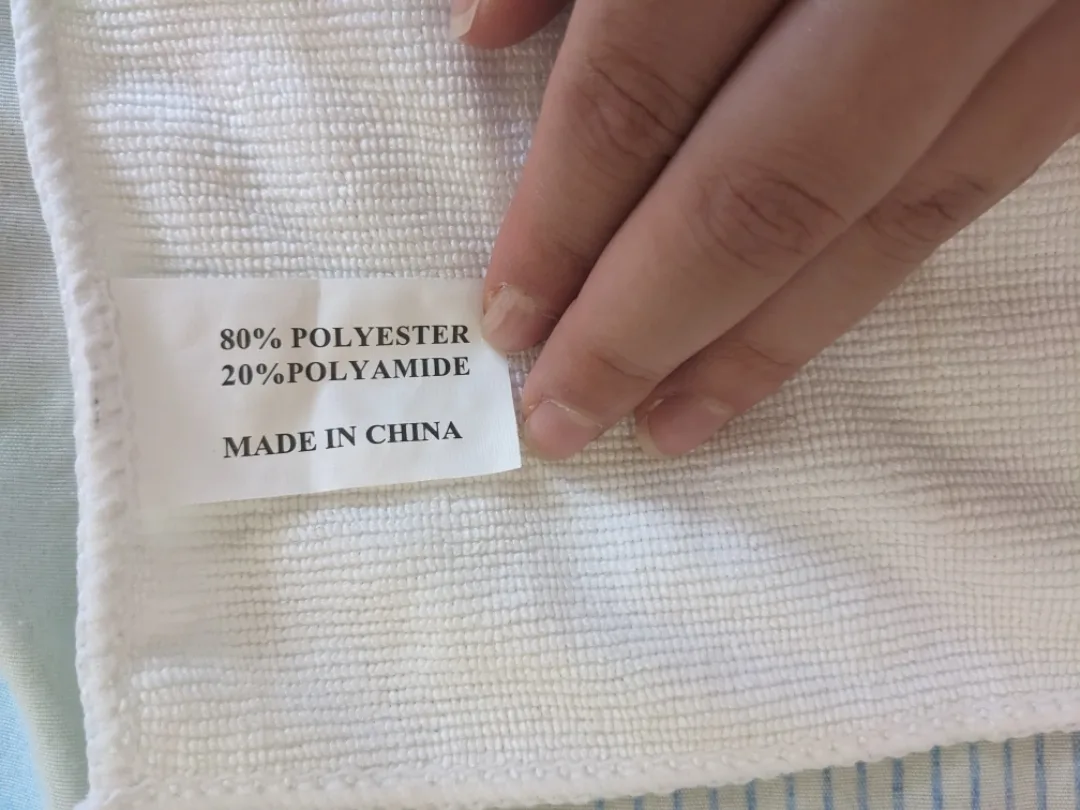 80% POLYESTER
20%POLYAMIDE
MADE IN CHINA